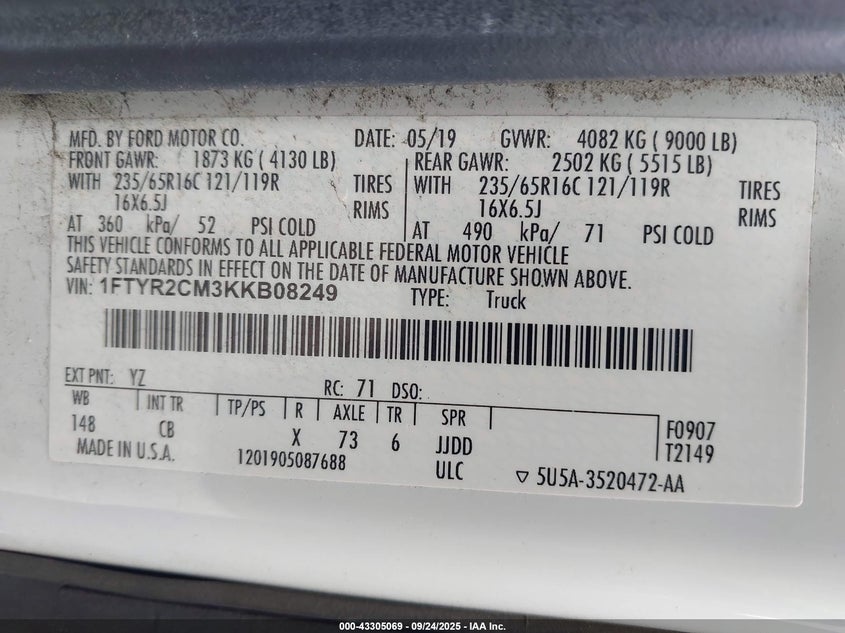 MFD. BY FORD MOTOR CO. DATE: 05/19 GVWR: 4082 KG ( 9000 LB)
FRONT GAWR: 1873 KG ( 4130 LB) REAR GAWR: 2502 KG ( 5515 LB)
WITH 235/65R16C 121/119R TIRES WITH 235/65R16C 121/119R TIRES
16X6.5J RIMS 16X6.5J RIMS
AT 360 kPa/ 52 PSI COLD AT 490 kPa/ 71 PSI COLD
THIS VEHICLE CONFORMS TO ALL APPLICABLE FEDERAL MOTOR VEHICLE
SAFETY STANDARDS IN EFFECT ON THE DATE OF MANUFACTURE SHOWN ABOVE.
VIN: 1FTYR2CM3KKB08249 TYPE: Truck
EXT PNT: YZ RC: 71 DSO:
WB INT TR TP/PS R AXLE TR SPR F0907
148 CB X 73 6 JJDD T2149
MADE IN U.S.A. 1201905087688 ULC ▽ 5U5A-3520472-AA
000-43305069 - 09/24/2025 - IAA Inc.